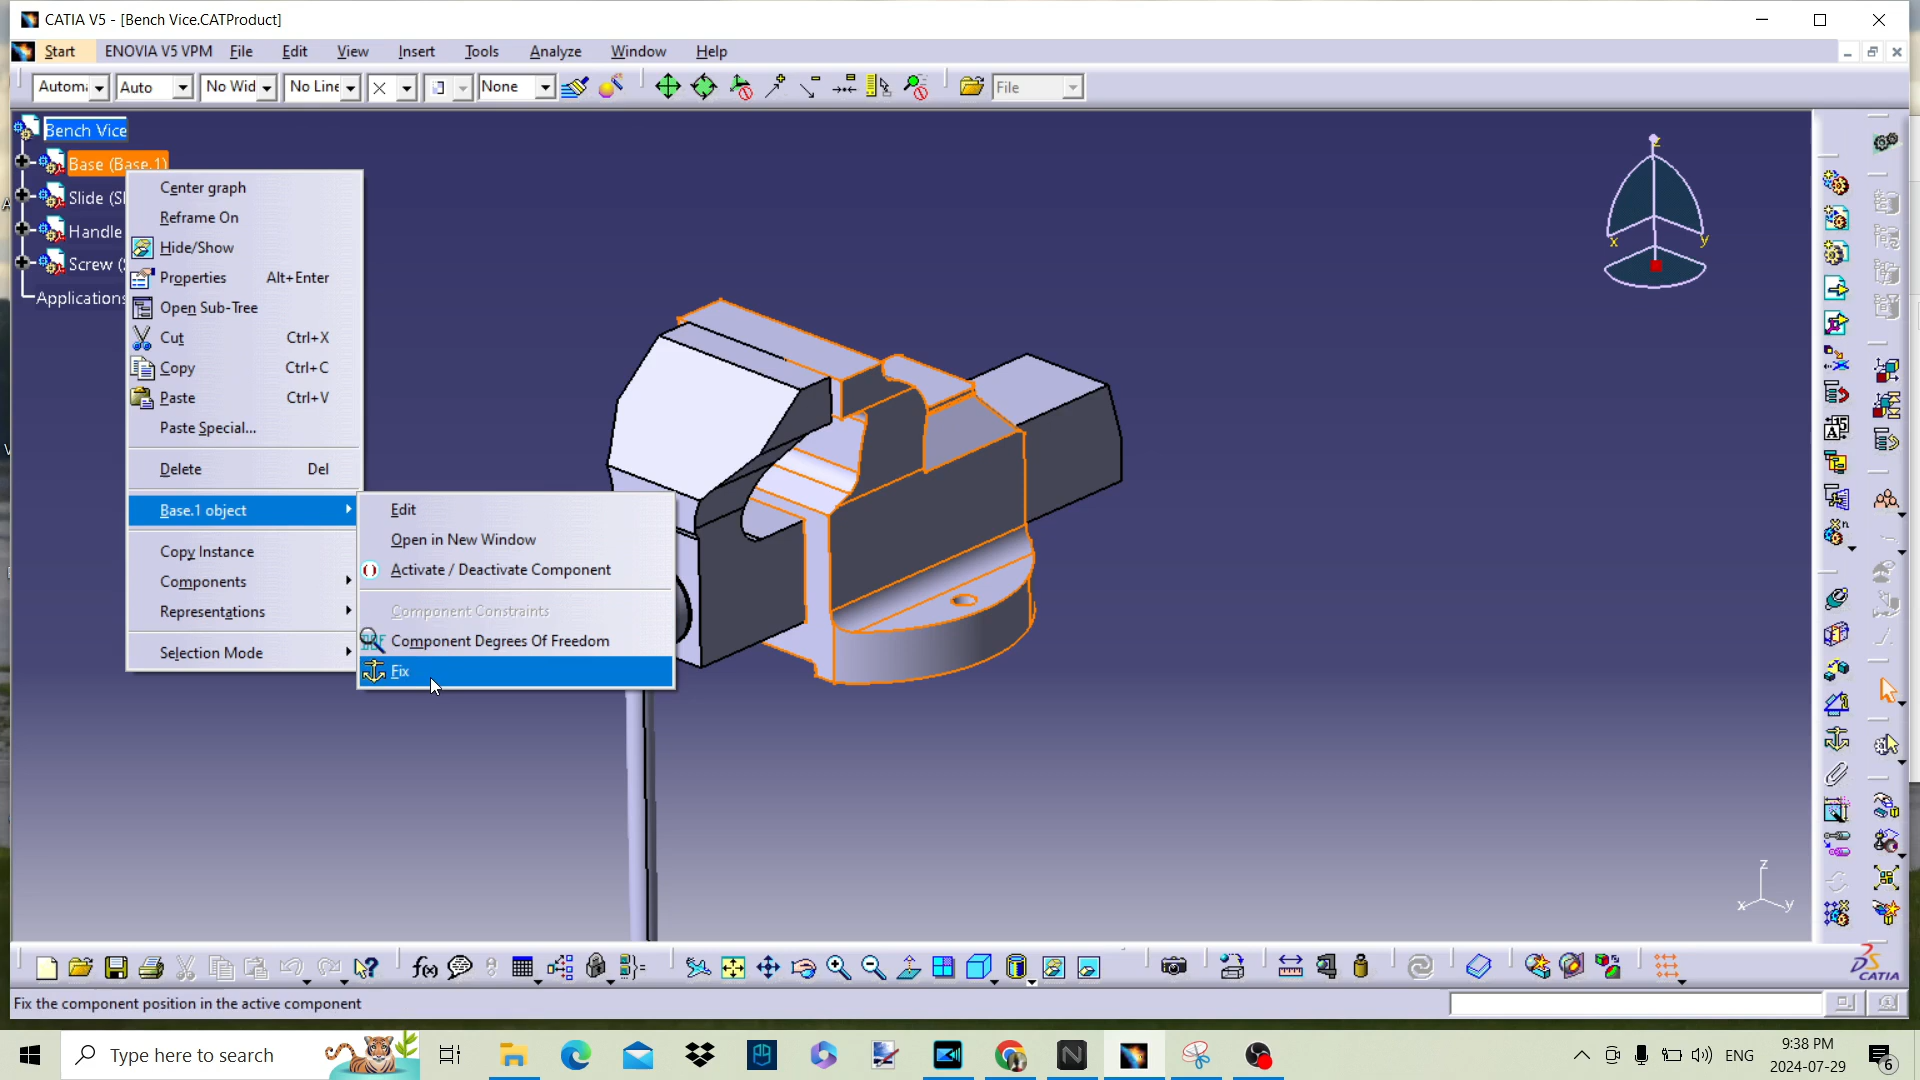 CATIA V5 - [Bench Vice.CATProduct]
Start ENOVIA V5 VPM File Edit View Insert Tools Analyze Window Help
Auto No Wid No Line None File
Bench Vice
Base (Base.1)
Slide (Sl
Handle
Screw (
Applications
Center graph
Reframe On
Hide/Show
Properties Alt+Enter
Open Sub-Tree
Cut Ctrl+X
Copy Ctrl+C
Paste Ctrl+V
Paste Special...
Delete Del
Base.1 object
Copy Instance
Components
Representations
Selection Mode
Edit
Open in New Window
Activate / Deactivate Component
Component Constraints
Component Degrees Of Freedom
Fix
z
x y
z
x y
f(x)
CATIA
Fix the component position in the active component
Type here to search
ENG
9:38 PM
2024-07-29
6